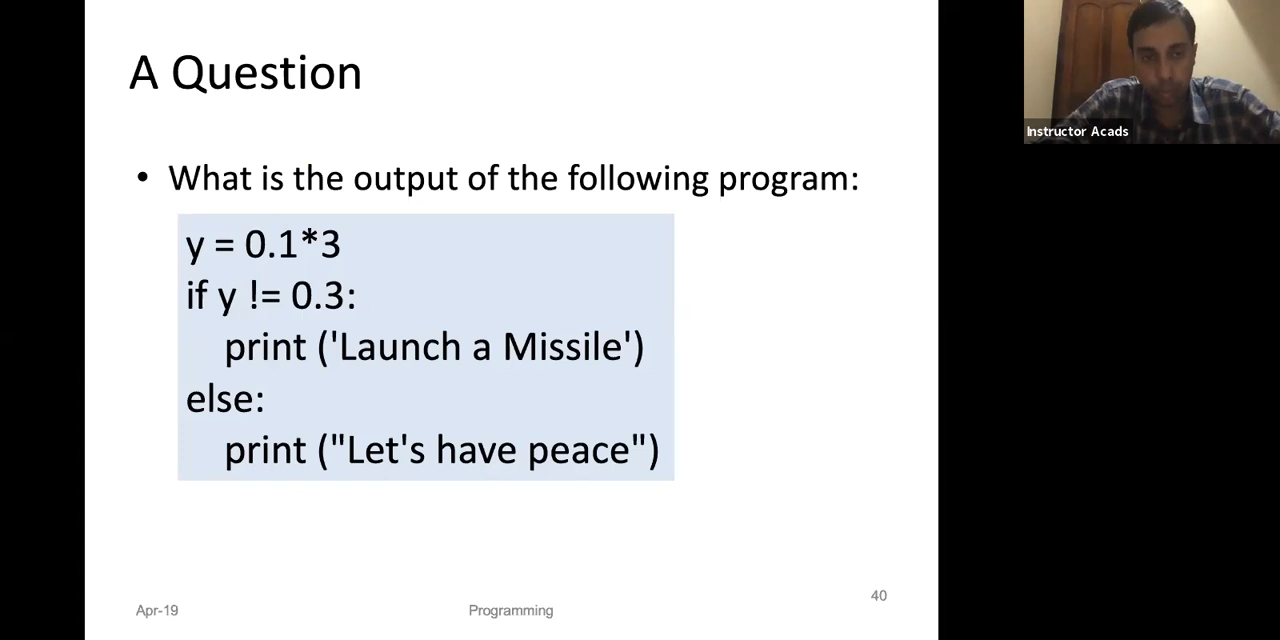 A Question
• What is the output of the following program:
y = 0.1*3
if y != 0.3:
print ('Launch a Missile')
else:
print ("Let's have peace")
Apr-19
Programming
40
Instructor Acads